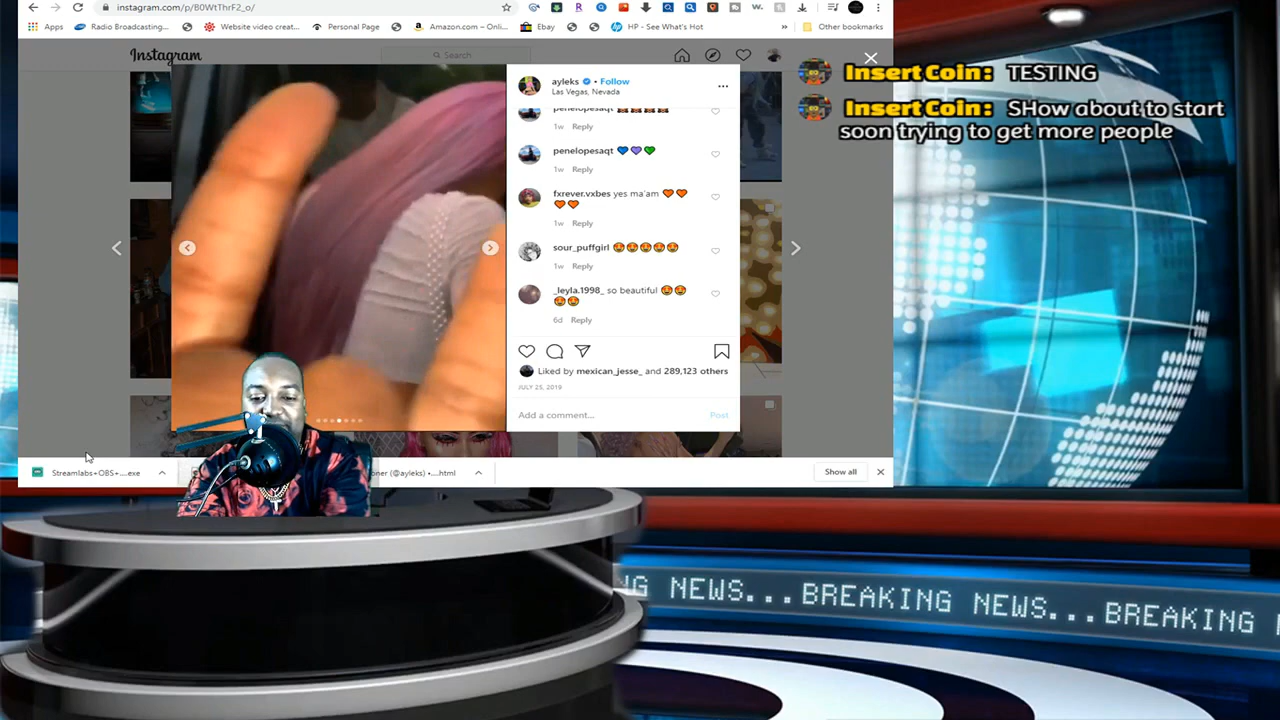 instagram.com/p/B0WtThrF2_o/
Apps
Radio Broadcasting...
Website video creat...
Personal Page
Amazon.com – Onli...
Ebay
HP - See What's Hot
»
Other bookmarks
Instagram
Search
ayleks • Follow
Las Vegas, Nevada
penelopesaqt
1w Reply
penelopesaqt 💙💜💚
1w Reply
fxrever.vxbes yes ma'am 🧡🧡
🧡🧡
1w Reply
sour_puffgirl 😍😍😍😍😍
1w Reply
_leyla.1998_ so beautiful 😍😍
😍😍
6d Reply
Liked by mexican_jesse_ and 289,123 others
JULY 25, 2019
Add a comment...
Post
Streamlabs+OBS+....exe
oner (@ayleks) •....html
Show all
InsertCoin: TESTING
InsertCoin: SHow about to start
soon trying to get more people
NG NEWS...BREAKING NEWS...BREAKING